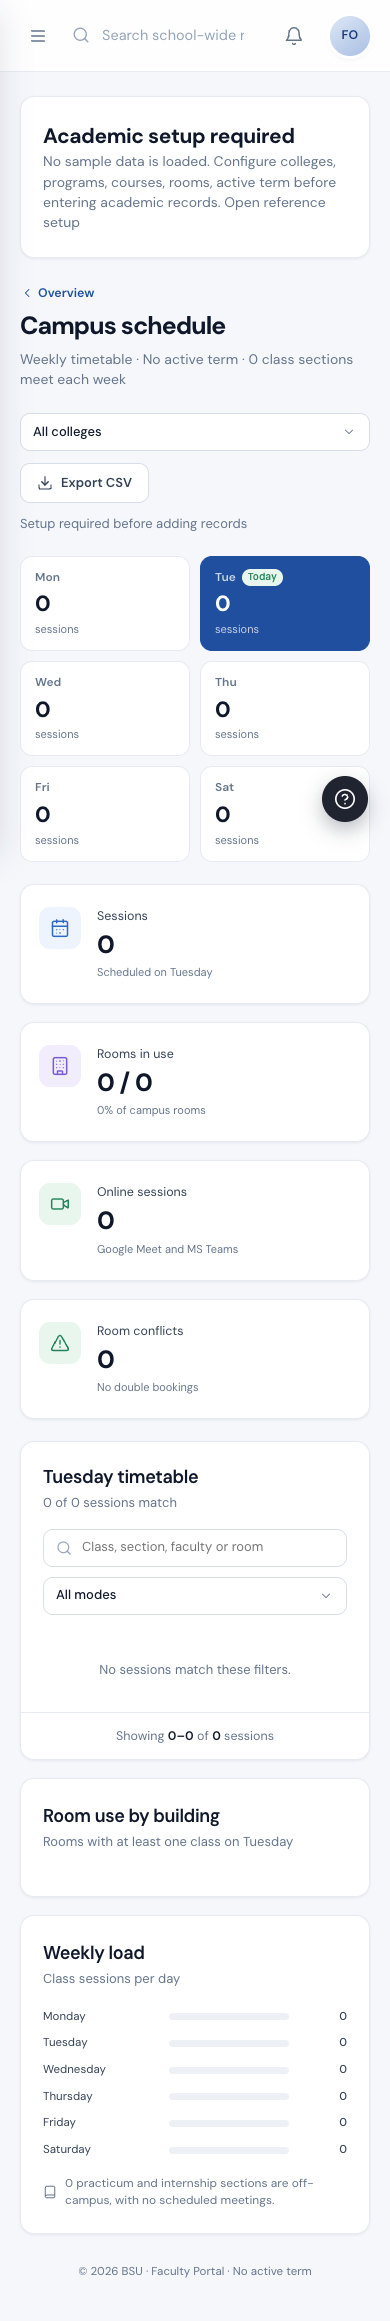 Search school-wide r
FO
Academic setup required
No sample data is loaded. Configure colleges,
programs, courses, rooms, active term before
entering academic records. Open reference
setup
Overview
Campus schedule
Weekly timetable · No active term · 0 class sections
meet each week
All colleges
Export CSV
Setup required before adding records
Mon
0
sessions
Tue Today
0
sessions
Wed
0
sessions
Thu
0
sessions
Fri
0
sessions
Sat
0
sessions
Sessions
0
Scheduled on Tuesday
Rooms in use
0 / 0
0% of campus rooms
Online sessions
0
Google Meet and MS Teams
Room conflicts
0
No double bookings
Tuesday timetable
0 of 0 sessions match
Class, section, faculty or room
All modes
No sessions match these filters.
Showing 0–0 of 0 sessions
Room use by building
Rooms with at least one class on Tuesday
Weekly load
Class sessions per day
Monday 0
Tuesday 0
Wednesday 0
Thursday 0
Friday 0
Saturday 0
0 practicum and internship sections are off-
campus, with no scheduled meetings.
© 2026 BSU · Faculty Portal · No active term